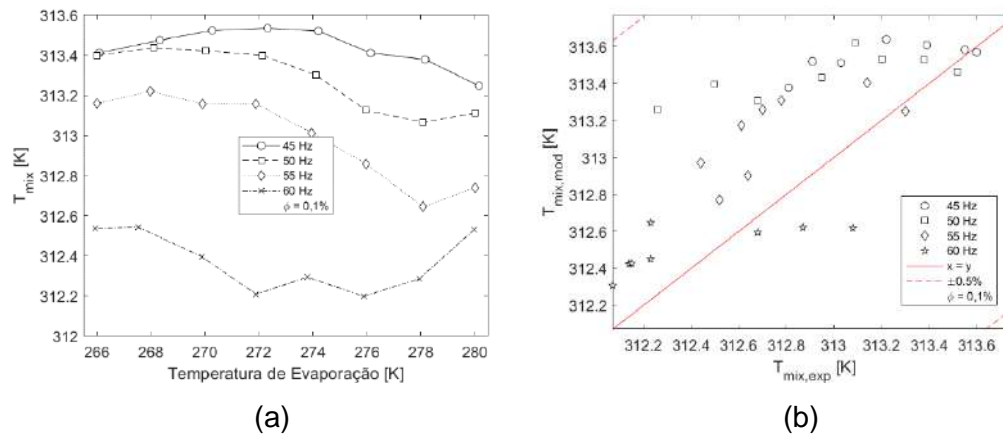 313.6
313.4
313.2
313
312.8
312.6
312.4
312.2
312
266 268 270 272 274 276 278 280
T_mix [K]
Temperatura de Evaporação [K]
45 Hz
50 Hz
55 Hz
60 Hz
ϕ = 0,1%
(a)
313.6
313.4
313.2
313
312.8
312.6
312.4
312.2
312.2 312.4 312.6 312.8 313 313.2 313.4 313.6
T_mix,mod [K]
T_mix,exp [K]
45 Hz
50 Hz
55 Hz
60 Hz
x = y
±0.5%
ϕ = 0,1%
(b)